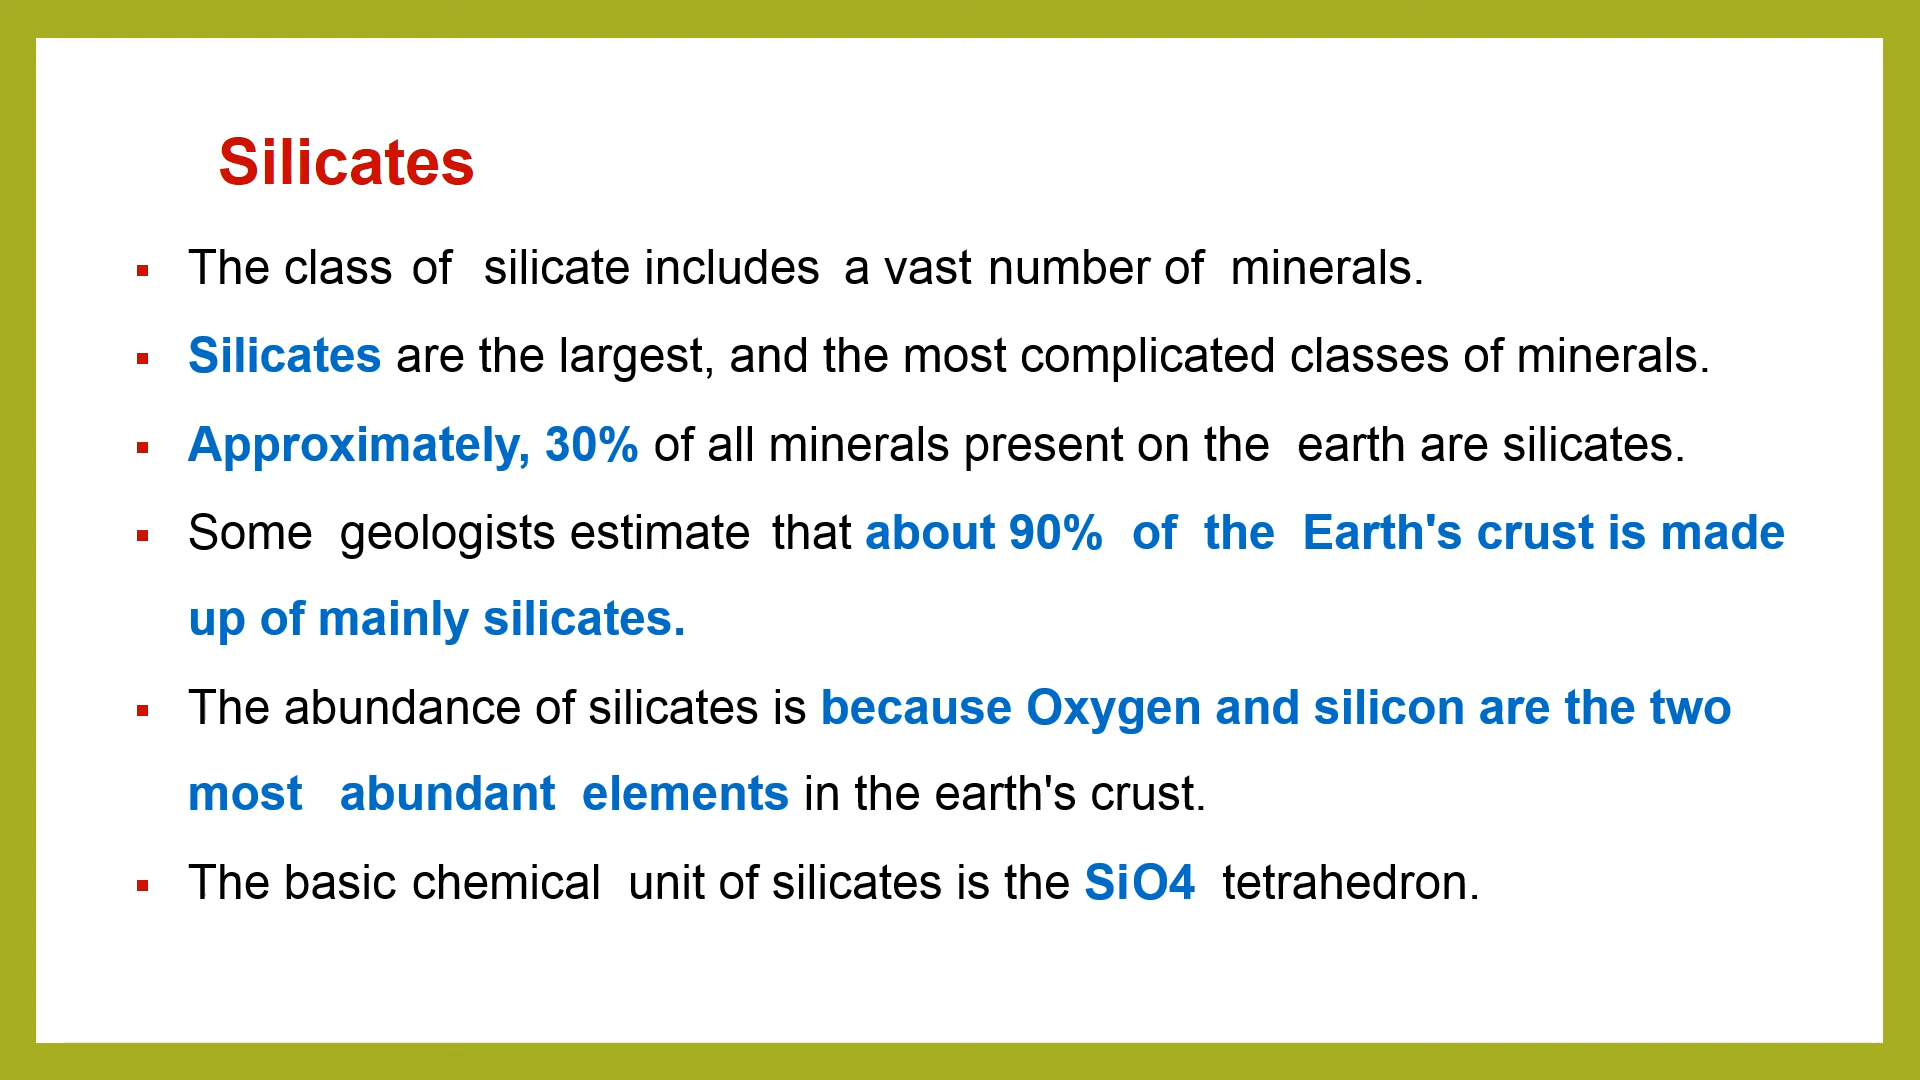 Silicates
▪ The class of silicate includes a vast number of minerals.
▪ Silicates are the largest, and the most complicated classes of minerals.
▪ Approximately, 30% of all minerals present on the earth are silicates.
▪ Some geologists estimate that about 90% of the Earth's crust is made
up of mainly silicates.
▪ The abundance of silicates is because Oxygen and silicon are the two
most abundant elements in the earth's crust.
▪ The basic chemical unit of silicates is the SiO4 tetrahedron.